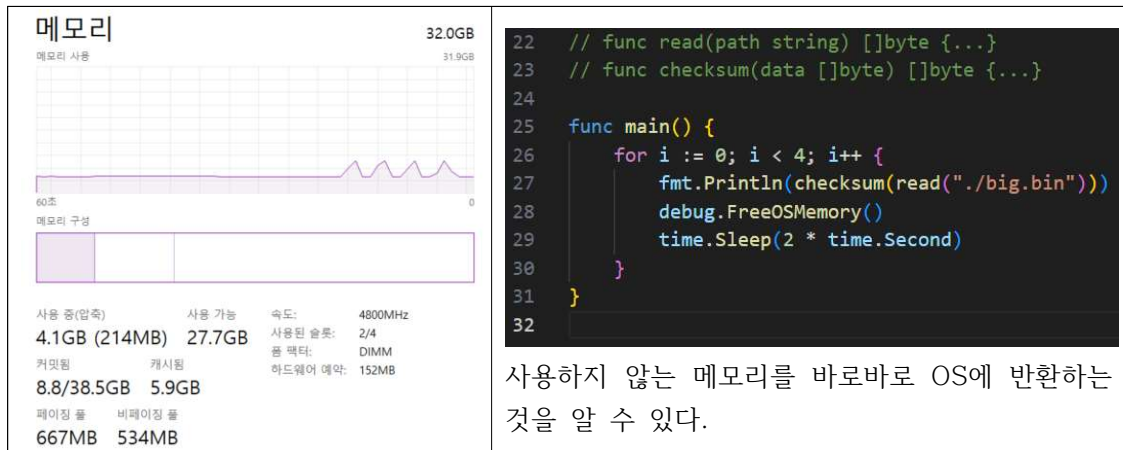 메모리
32.0GB
메모리 사용
31.9GB
60초
0
메모리 구성
사용 중(압축)
사용 가능
4.1GB (214MB)
27.7GB
속도:
4800MHz
사용된 슬롯:
2/4
폼 팩터:
DIMM
하드웨어 예약:
152MB
커밋됨
캐시됨
8.8/38.5GB
5.9GB
페이징 풀
비페이징 풀
667MB
534MB
22 // func read(path string) []byte {...}
23 // func checksum(data []byte) []byte {...}
24
25 func main() {
26 for i := 0; i < 4; i++ {
27 fmt.Println(checksum(read("./big.bin")))
28 debug.FreeOSMemory()
29 time.Sleep(2 * time.Second)
30 }
31 }
32
사용하지 않는 메모리를 바로바로 OS에 반환하는
것을 알 수 있다.